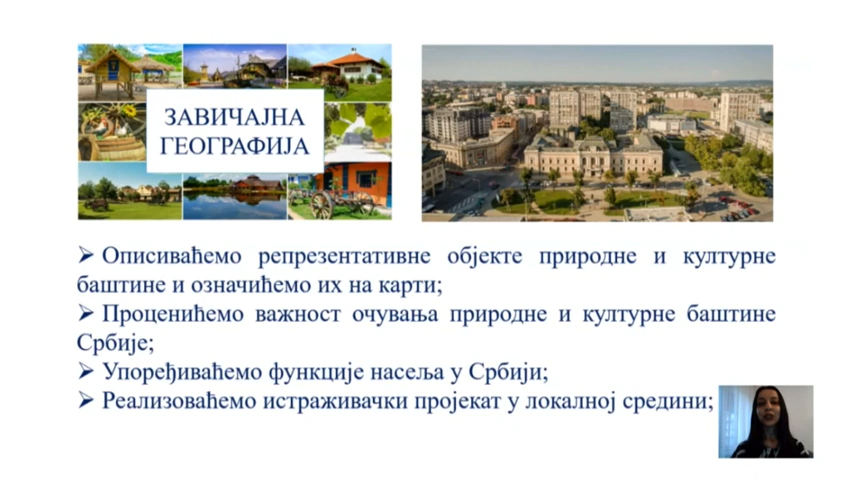 ЗАВИЧАЈНА
ГЕОГРАФИЈА
➢ Описиваћемо репрезентативне објекте природне и културне
баштине и означићемо их на карти;
➢ Проценићемо важност очувања природне и културне баштине
Србије;
➢ Упоређиваћемо функције насеља у Србији;
➢ Реализоваћемо истраживачки пројекат у локалној средини;